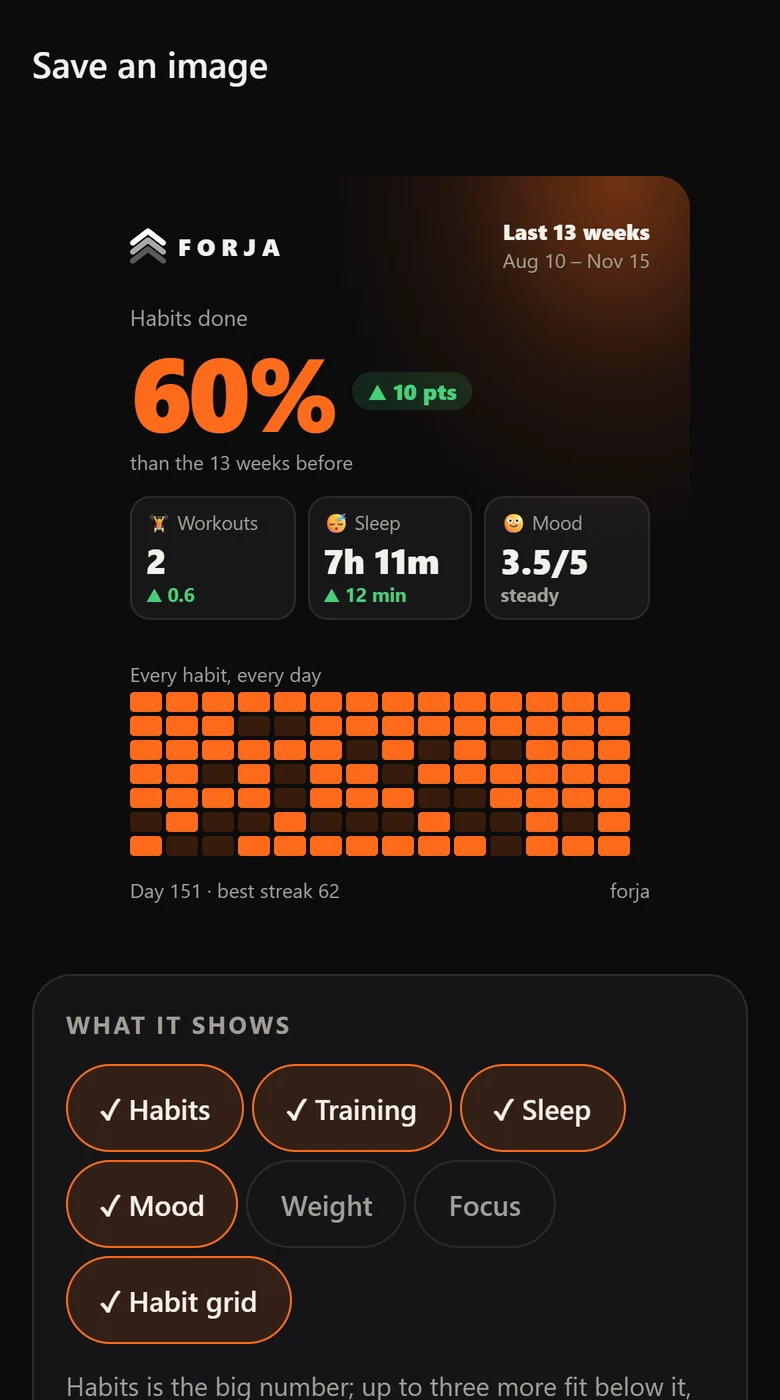 Save an image
FORJA
Last 13 weeks
Aug 10 – Nov 15
Habits done
60%
▲ 10 pts
than the 13 weeks before
🏋 Workouts
2
▲ 0.6
😴 Sleep
7h 11m
▲ 12 min
🙂 Mood
3.5/5
steady
Every habit, every day
Day 151 · best streak 62
forja
WHAT IT SHOWS
✓ Habits
✓ Training
✓ Sleep
✓ Mood
Weight
Focus
✓ Habit grid
Habits is the big number; up to three more fit below it,